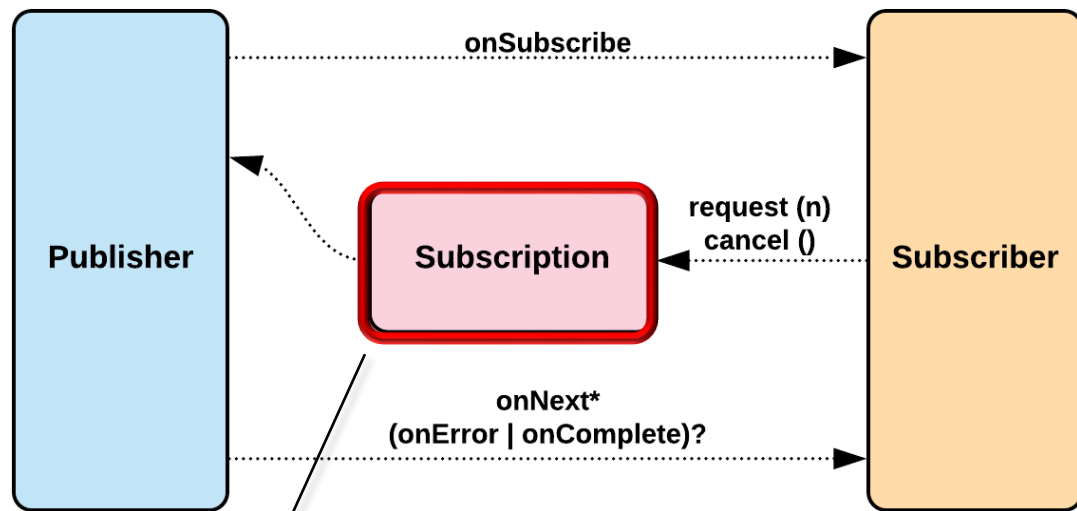 onSubscribe
request (n)
cancel ()
Publisher
Subscription
Subscriber
onNext*
(onError | onComplete)?